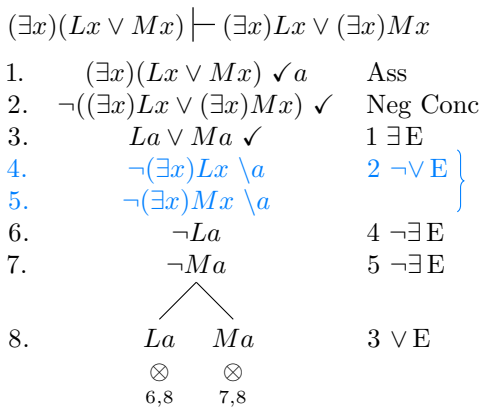 (∃x)(Lx ∨ Mx) ├ (∃x)Lx ∨ (∃x)Mx
1. (∃x)(Lx ∨ Mx) ✓a Ass
2. ¬((∃x)Lx ∨ (∃x)Mx) ✓ Neg Conc
3. La ∨ Ma ✓ 1 ∃E
4. ¬(∃x)Lx \a 2 ¬∨E
5. ¬(∃x)Mx \a
6. ¬La 4 ¬∃E
7. ¬Ma 5 ¬∃E
8. La Ma 3 ∨E
⊗ ⊗
6,8 7,8